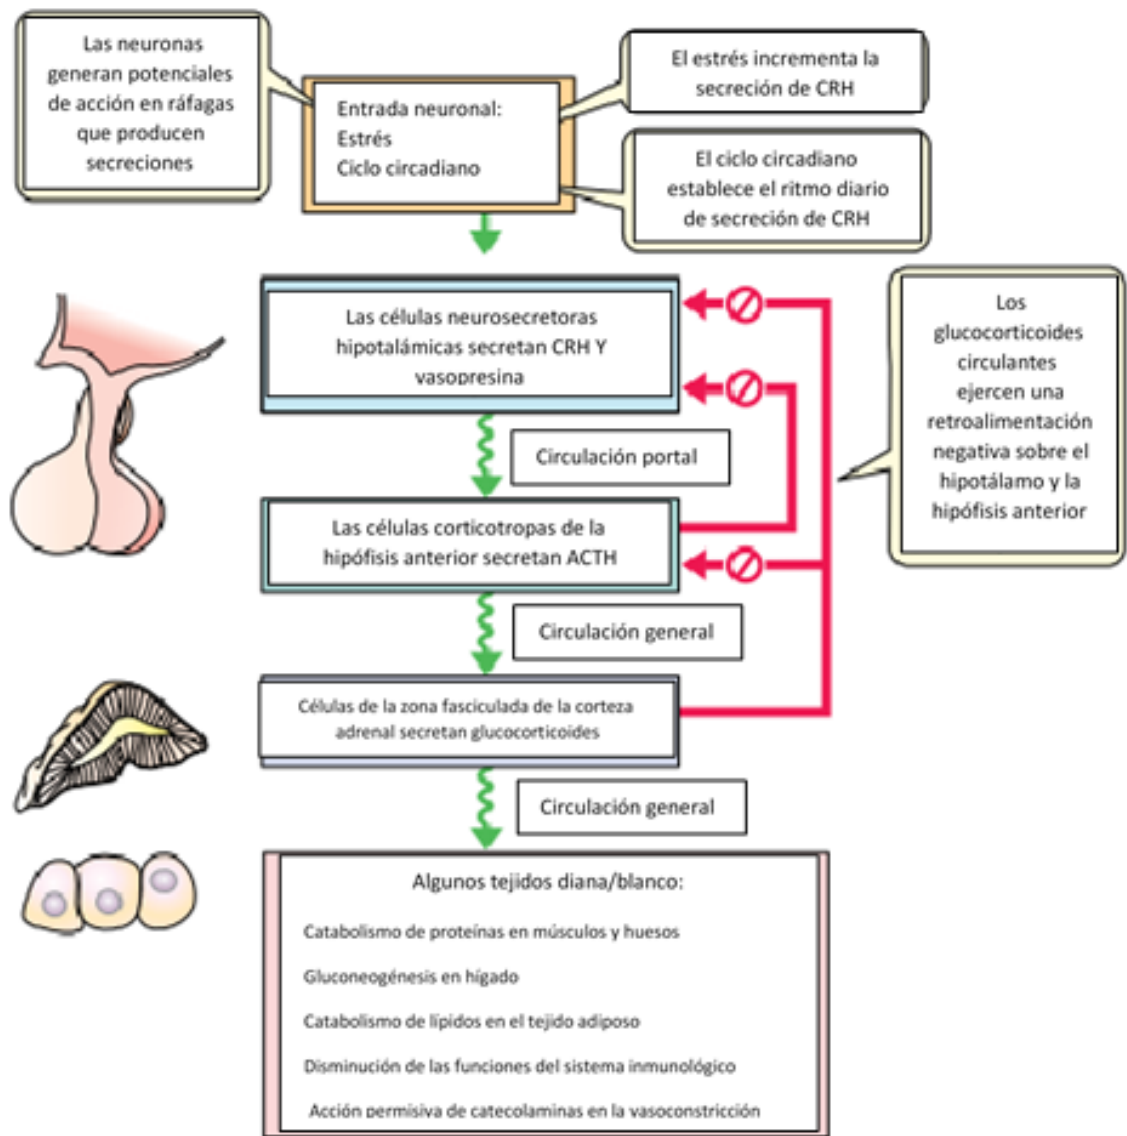 Las neuronas
generan potenciales
de acción en ráfagas
que producen
secreciones
Entrada neuronal:
Estrés
Ciclo circadiano
El estrés incrementa la
secreción de CRH
El ciclo circadiano
establece el ritmo diario
de secreción de CRH
Las células neurosecretoras
hipotalámicas secretan CRH Y
vasopresina
Los
glucocorticoides
circulantes
ejercen una
retroalimentación
negativa sobre el
hipotálamo y la
hipófisis anterior
Circulación portal
Las células corticotropas de la
hipófisis anterior secretan ACTH
Circulación general
Células de la zona fasciculada de la corteza
adrenal secretan glucocorticoides
Circulación general
Algunos tejidos diana/blanco:
Catabolismo de proteínas en músculos y huesos
Gluconeogénesis en hígado
Catabolismo de lípidos en el tejido adiposo
Disminución de las funciones del sistema inmunológico
Acción permisiva de catecolaminas en la vasoconstricción